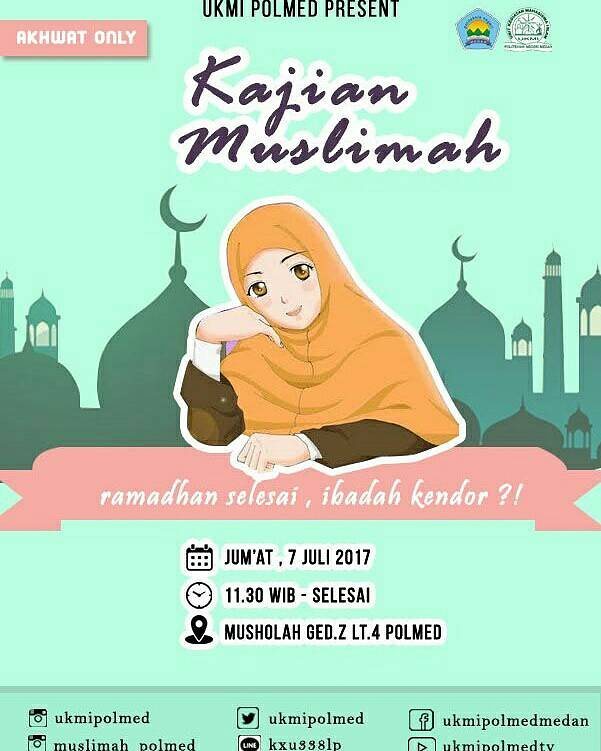 UKMI POLMED PRESENT
AKHWAT ONLY
Kajian
Muslimah
ramadhan selesai , ibadah kendor ?!
JUM'AT , 7 JULI 2017
11.30 WIB - SELESAI
MUSHOLAH GED.Z LT.4 POLMED
ukmipolmed
ukmipolmed
ukmipolmedmedan
muslimah_polmed
LINE
kxu338lp
ukmipolmedtv